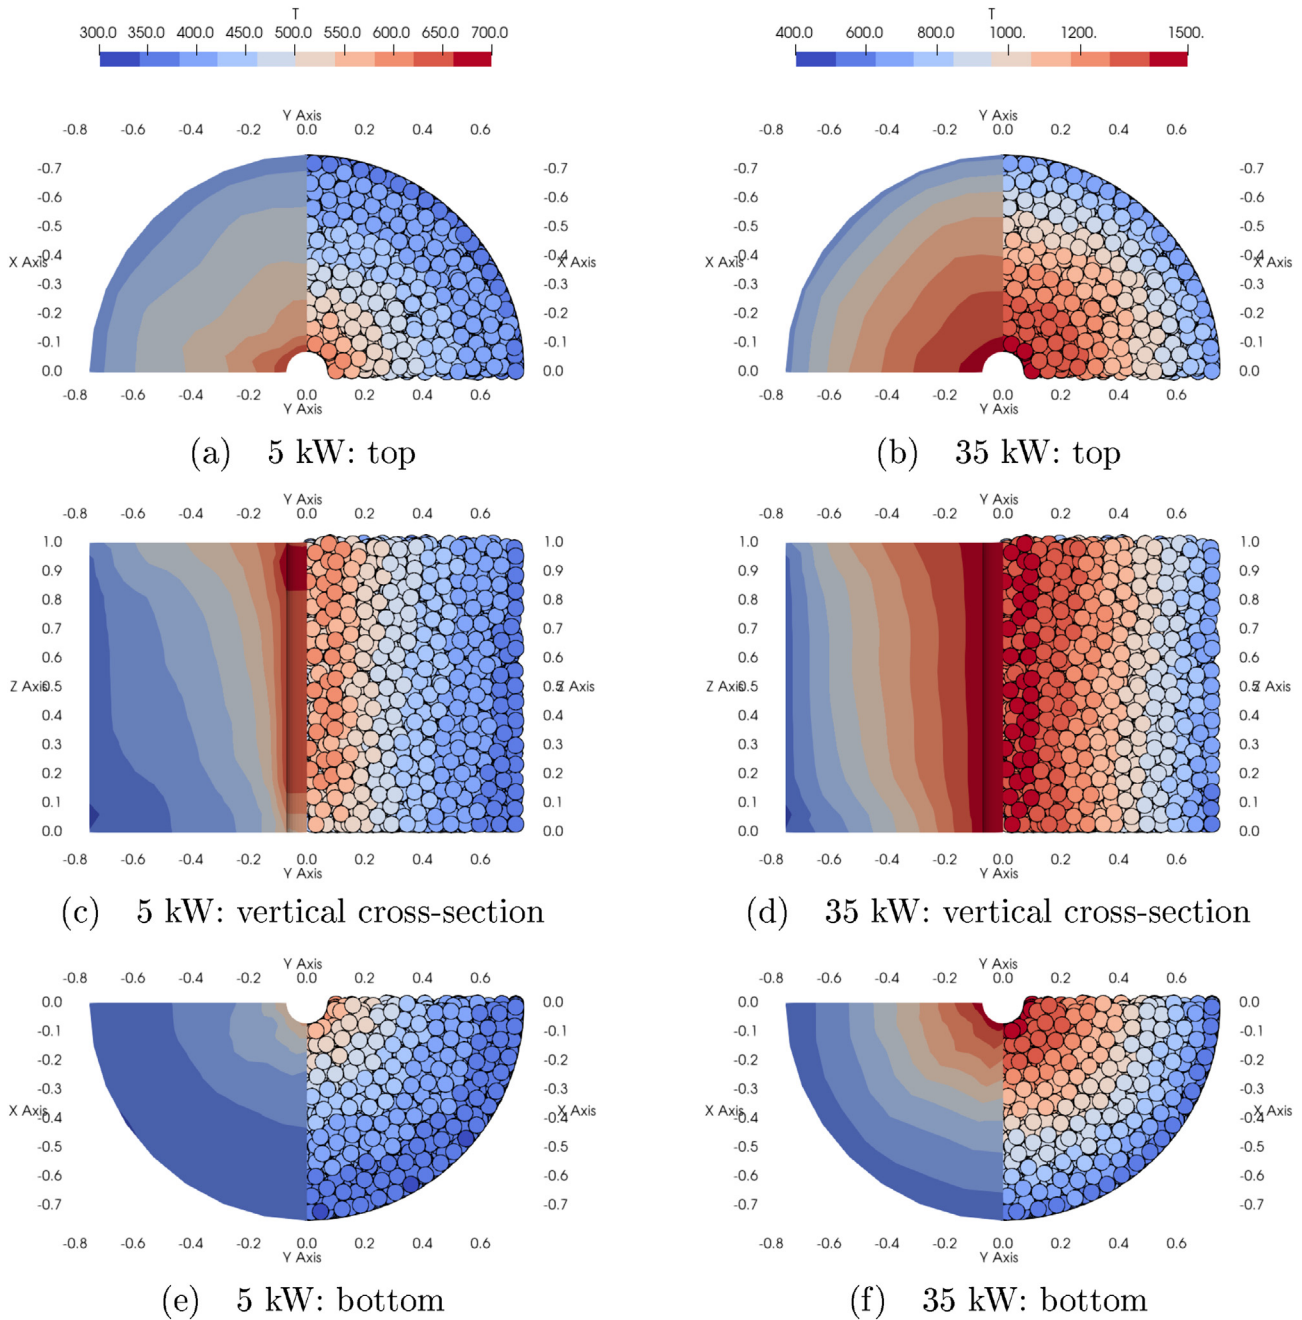 T T
300.0 350.0 400.0 450.0 500.0 550.0 600.0 650.0 700.0 400.0 600.0 800.0 1000. 1200. 1500.
Y Axis Y Axis
-0.8 -0.6 -0.4 -0.2 0.0 0.2 0.4 0.6 -0.8 -0.6 -0.4 -0.2 0.0 0.2 0.4 0.6
-0.7 -0.7 -0.7 -0.7
-0.6 -0.6 -0.6 -0.6
-0.5 -0.5 -0.5 -0.5
X Axis -0.4 -0.4 X Axis X Axis -0.4 -0.4 X Axis
-0.3 -0.3 -0.3 -0.3
-0.2 -0.2 -0.2 -0.2
-0.1 -0.1 -0.1 -0.1
0.0 0.0 0.0 0.0
-0.8 -0.6 -0.4 -0.2 0.0 0.2 0.4 0.6 -0.8 -0.6 -0.4 -0.2 0.0 0.2 0.4 0.6
Y Axis Y Axis
(a) 5 kW: top (b) 35 kW: top
Y Axis Y Axis
-0.8 -0.6 -0.4 -0.2 0.0 0.2 0.4 0.6 -0.8 -0.6 -0.4 -0.2 0.0 0.2 0.4 0.6
1.0 1.0 1.0 1.0
0.9 0.9 0.9 0.9
0.8 0.8 0.8 0.8
0.7 0.7 0.7 0.7
0.6 0.6 0.6 0.6
Z Axis 0.5 0.5 Z Axis Z Axis 0.5 0.5 Z Axis
0.4 0.4 0.4 0.4
0.3 0.3 0.3 0.3
0.2 0.2 0.2 0.2
0.1 0.1 0.1 0.1
0.0 0.0 0.0 0.0
-0.8 -0.6 -0.4 -0.2 0.0 0.2 0.4 0.6 -0.8 -0.6 -0.4 -0.2 0.0 0.2 0.4 0.6
Y Axis Y Axis
(c) 5 kW: vertical cross-section (d) 35 kW: vertical cross-section
Y Axis Y Axis
-0.8 -0.6 -0.4 -0.2 0.0 0.2 0.4 0.6 -0.8 -0.6 -0.4 -0.2 0.0 0.2 0.4 0.6
0.0 0.0 0.0 0.0
-0.1 -0.1 -0.1 -0.1
-0.2 -0.2 -0.2 -0.2
-0.3 -0.3 -0.3 -0.3
X Axis -0.4 -0.4 X Axis X Axis -0.4 -0.4 X Axis
-0.5 -0.5 -0.5 -0.5
-0.6 -0.6 -0.6 -0.6
-0.7 -0.7 -0.7 -0.7
-0.8 -0.6 -0.4 -0.2 0.0 0.2 0.4 0.6 -0.8 -0.6 -0.4 -0.2 0.0 0.2 0.4 0.6
Y Axis Y Axis
(e) 5 kW: bottom (f) 35 kW: bottom